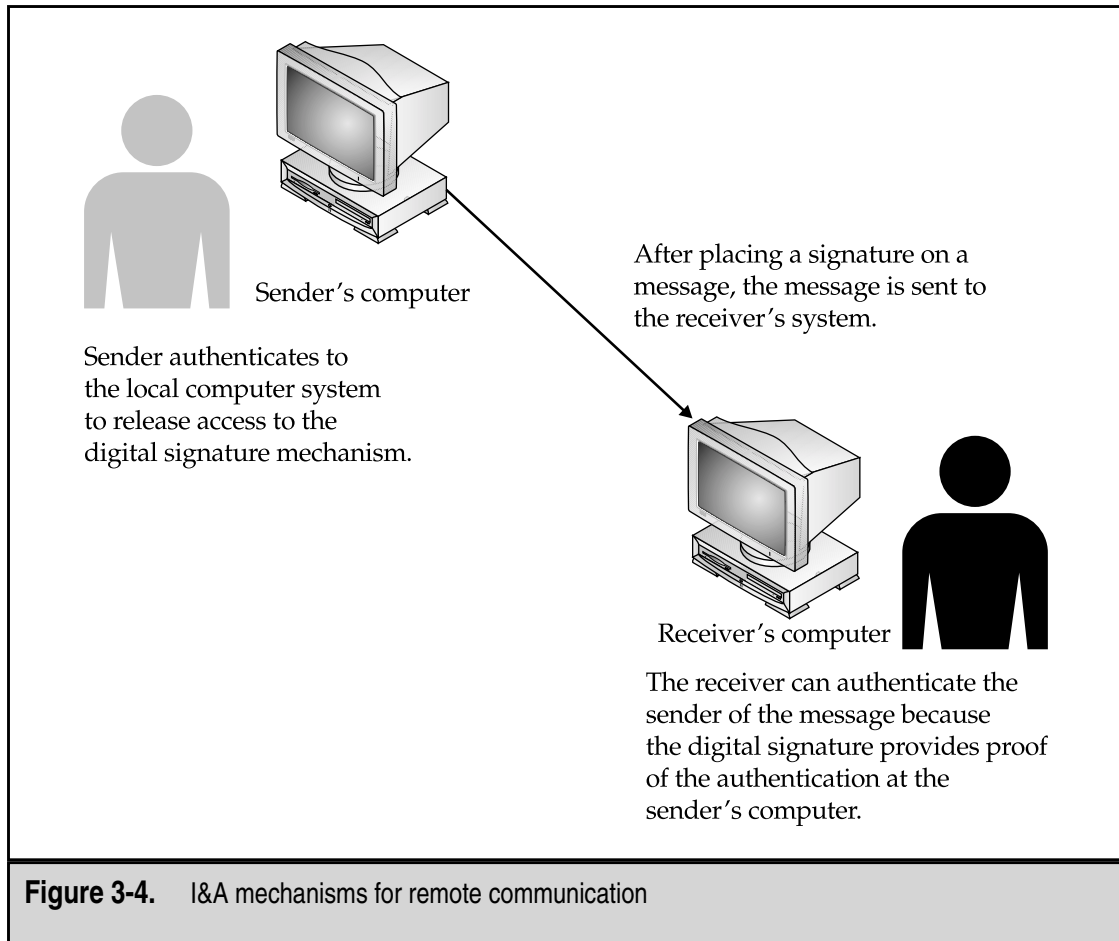 Sender's computer
Sender authenticates to
the local computer system
to release access to the
digital signature mechanism.
After placing a signature on a
message, the message is sent to
the receiver's system.
Receiver's computer
The receiver can authenticate the
sender of the message because
the digital signature provides proof
of the authentication at the
sender's computer.
Figure 3-4. I&A mechanisms for remote communication